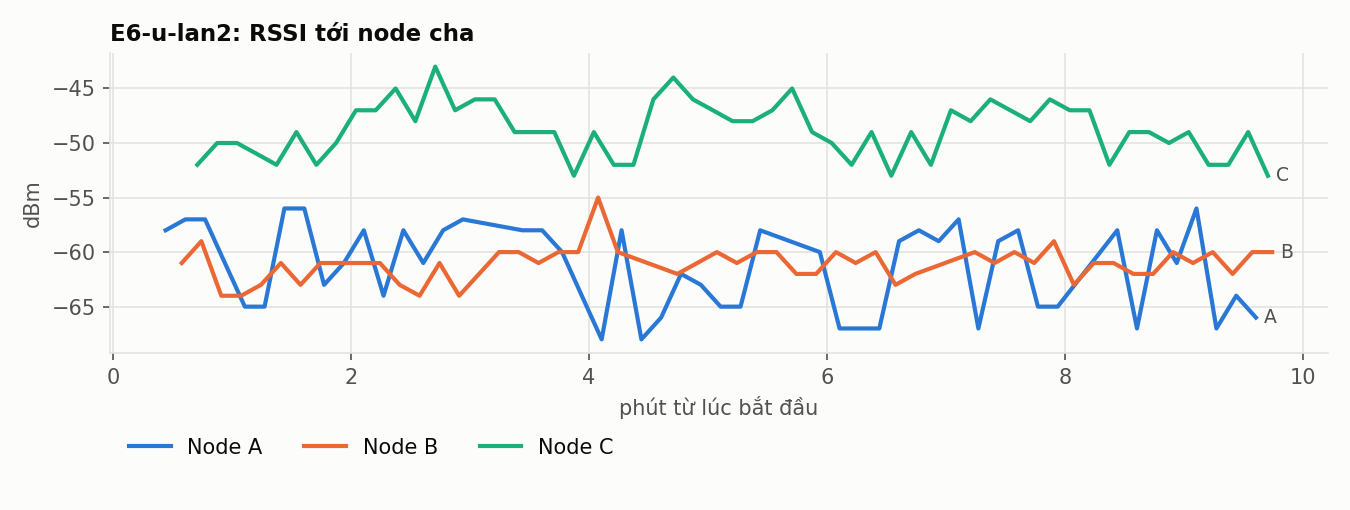 E6-u-lan2: RSSI tới node cha
−45
−50
−55
−60
−65
dBm
C
B
A
0 2 4 6 8 10
phút từ lúc bắt đầu
Node A Node B Node C